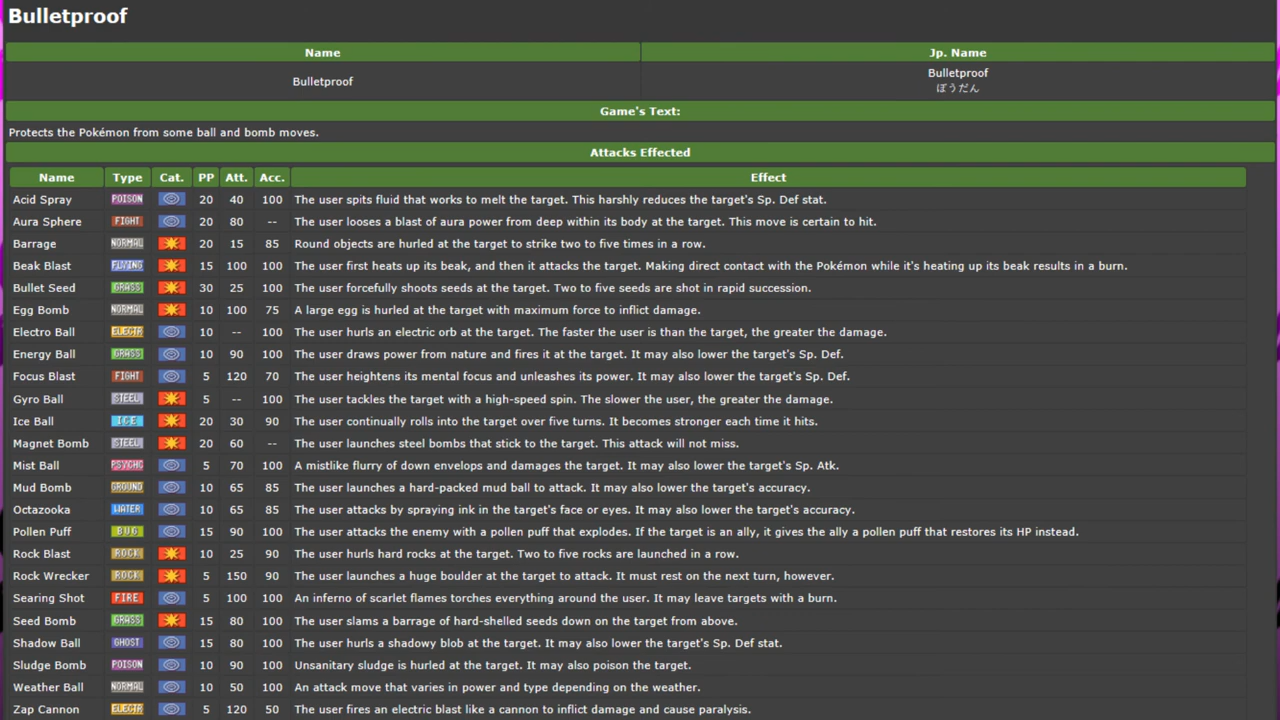 Bulletproof
Name Jp. Name
Bulletproof Bulletproof
ぼうだん
Game's Text:
Protects the Pokémon from some ball and bomb moves.
Attacks Effected
Name Type Cat. PP Att. Acc. Effect
Acid Spray POISON 20 40 100 The user spits fluid that works to melt the target. This harshly reduces the target's Sp. Def stat.
Aura Sphere FIGHT 20 80 -- The user looses a blast of aura power from deep within its body at the target. This move is certain to hit.
Barrage NORMAL 20 15 85 Round objects are hurled at the target to strike two to five times in a row.
Beak Blast FLYING 15 100 100 The user first heats up its beak, and then it attacks the target. Making direct contact with the Pokémon while it's heating up its beak results in a burn.
Bullet Seed GRASS 30 25 100 The user forcefully shoots seeds at the target. Two to five seeds are shot in rapid succession.
Egg Bomb NORMAL 10 100 75 A large egg is hurled at the target with maximum force to inflict damage.
Electro Ball ELECTR 10 -- 100 The user hurls an electric orb at the target. The faster the user is than the target, the greater the damage.
Energy Ball GRASS 10 90 100 The user draws power from nature and fires it at the target. It may also lower the target's Sp. Def.
Focus Blast FIGHT 5 120 70 The user heightens its mental focus and unleashes its power. It may also lower the target's Sp. Def.
Gyro Ball STEEL 5 -- 100 The user tackles the target with a high-speed spin. The slower the user, the greater the damage.
Ice Ball ICE 20 30 90 The user continually rolls into the target over five turns. It becomes stronger each time it hits.
Magnet Bomb STEEL 20 60 -- The user launches steel bombs that stick to the target. This attack will not miss.
Mist Ball PSYCHC 5 70 100 A mistlike flurry of down envelops and damages the target. It may also lower the target's Sp. Atk.
Mud Bomb GROUND 10 65 85 The user launches a hard-packed mud ball to attack. It may also lower the target's accuracy.
Octazooka WATER 10 65 85 The user attacks by spraying ink in the target's face or eyes. It may also lower the target's accuracy.
Pollen Puff BUG 15 90 100 The user attacks the enemy with a pollen puff that explodes. If the target is an ally, it gives the ally a pollen puff that restores its HP instead.
Rock Blast ROCK 10 25 90 The user hurls hard rocks at the target. Two to five rocks are launched in a row.
Rock Wrecker ROCK 5 150 90 The user launches a huge boulder at the target to attack. It must rest on the next turn, however.
Searing Shot FIRE 5 100 100 An inferno of scarlet flames torches everything around the user. It may leave targets with a burn.
Seed Bomb GRASS 15 80 100 The user slams a barrage of hard-shelled seeds down on the target from above.
Shadow Ball GHOST 15 80 100 The user hurls a shadowy blob at the target. It may also lower the target's Sp. Def stat.
Sludge Bomb POISON 10 90 100 Unsanitary sludge is hurled at the target. It may also poison the target.
Weather Ball NORMAL 10 50 100 An attack move that varies in power and type depending on the weather.
Zap Cannon ELECTR 5 120 50 The user fires an electric blast like a cannon to inflict damage and cause paralysis.